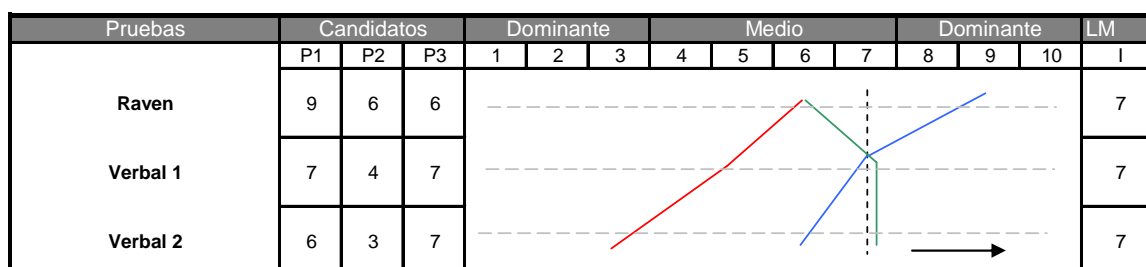 Pruebas Candidatos Dominante Medio Dominante LM
P1 P2 P3 1 2 3 4 5 6 7 8 9 10 I
Raven 9 6 6 7
Verbal 1 7 4 7 7
Verbal 2 6 3 7 7